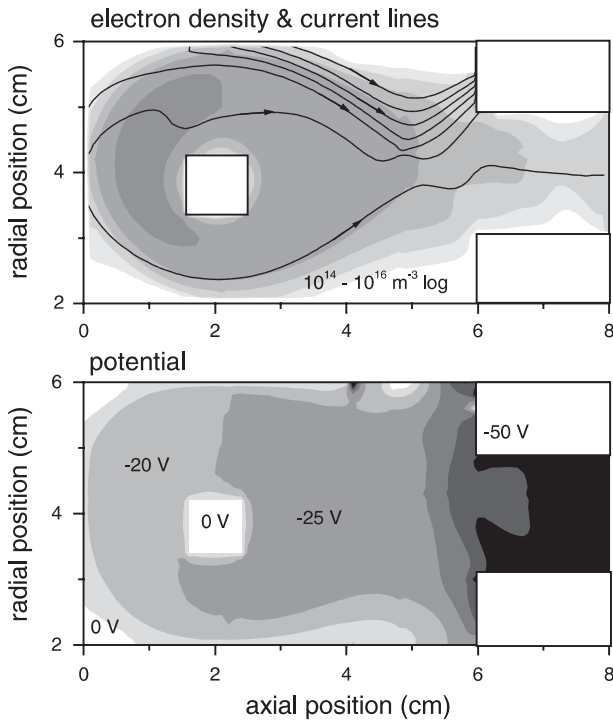 electron density & current lines
6
4
2
radial position (cm)
10¹⁴ - 10¹⁶ m⁻³ log
0 2 4 6 8
potential
6
4
2
radial position (cm)
-50 V
-20 V
0 V
-25 V
0 V
0 2 4 6 8
axial position (cm)